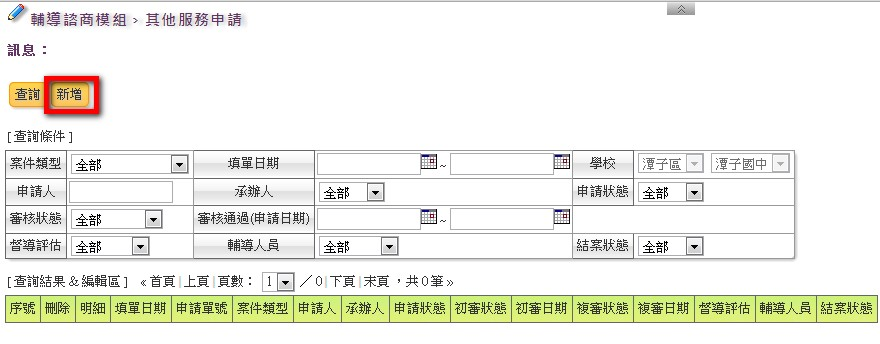 輔導諮商模組 > 其他服務申請
訊息：
查詢 新增
[ 查詢條件 ]
案件類型 全部 填單日期 ~ 學校 潭子區 潭子國中
申請人 承辦人 全部 申請狀態 全部
審核狀態 全部 審核通過(申請日期) ~
督導評估 全部 輔導人員 全部 結案狀態 全部
[ 查詢結果 & 編輯區 ] «首頁|上頁|頁數： 1 ／0|下頁|末頁 ，共0筆»
序號 刪除 明細 填單日期 申請單號 案件類型 申請人 承辦人 申請狀態 初審狀態 初審日期 複審狀態 複審日期 督導評估 輔導人員 結案狀態